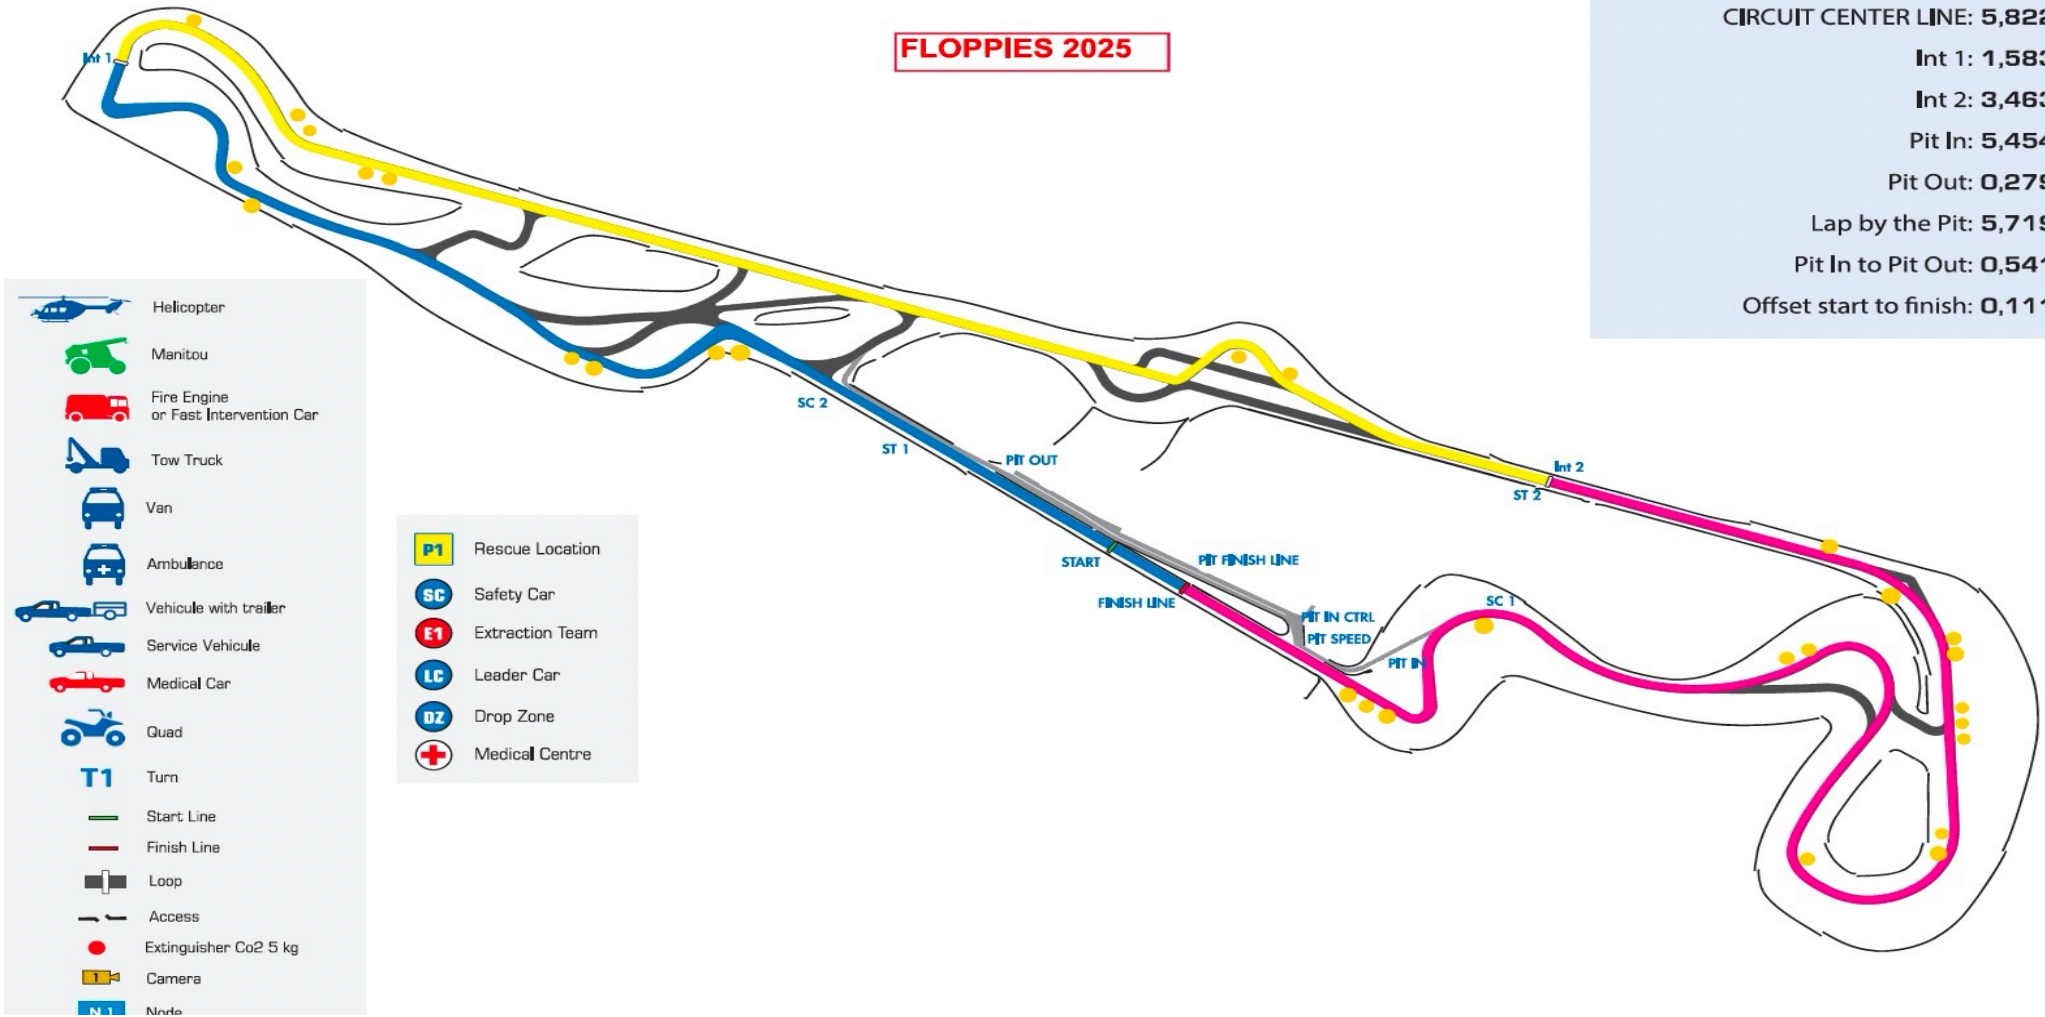 FLOPPIES 2025
CIRCUIT CENTER LINE: 5,822
Int 1: 1,583
Int 2: 3,463
Pit In: 5,454
Pit Out: 0,279
Lap by the Pit: 5,719
Pit In to Pit Out: 0,541
Offset start to finish: 0,111
Int 1
SC 2
ST 1
PIT OUT
START
FINISH LINE
PIT FINISH LINE
PIT IN CTRL
PIT SPEED
PIT IN
SC 1
Int 2
ST 2
Helicopter
Manitou
Fire Engine
or Fast Intervention Car
Tow Truck
Van
Ambulance
Vehicule with trailer
Service Vehicule
Medical Car
Quad
T1 Turn
Start Line
Finish Line
Loop
Access
Extinguisher Co2 5 kg
1 Camera
N 1 Node
P1 Rescue Location
SC Safety Car
E1 Extraction Team
LC Leader Car
DZ Drop Zone
Medical Centre